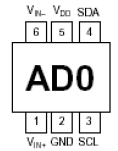 VIN– VDD SDA
6 5 4
AD0
1 2 3
VIN+ GND SCL